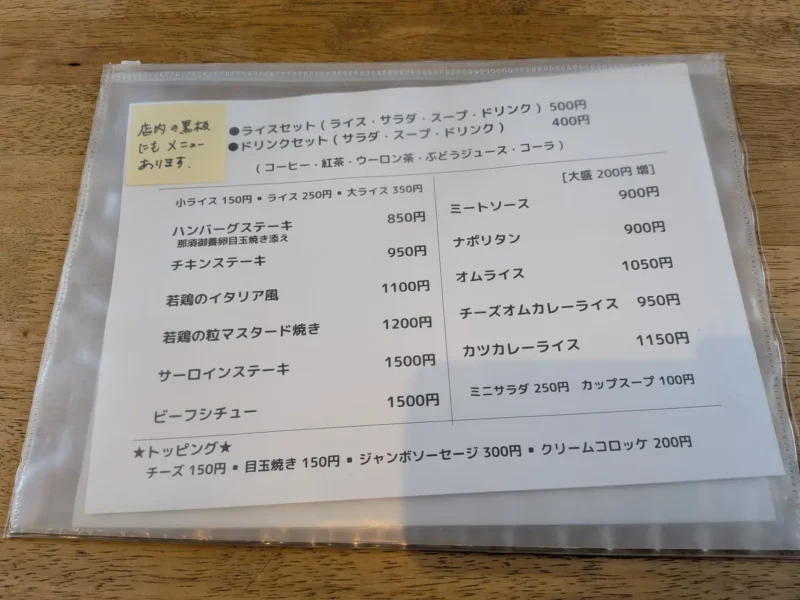 店内の黒板
にもメニュー
あります.
●ライスセット ( ライス・サラダ・スープ・ドリンク ) 500円
●ドリンクセット ( サラダ・スープ・ドリンク ) 400円
( コーヒー・紅茶・ウーロン茶・ぶどうジュース・コーラ )
小ライス 150円 ▪ ライス 250円 ▪ 大ライス 350円
ハンバーグステーキ 850円
那須御養卵目玉焼き添え
チキンステーキ 950円
若鶏のイタリア風 1100円
若鶏の粒マスタード焼き 1200円
サーロインステーキ 1500円
ビーフシチュー 1500円
[大盛 200円 増]
ミートソース 900円
ナポリタン 900円
オムライス 1050円
チーズオムカレーライス 950円
カツカレーライス 1150円
ミニサラダ 250円 カップスープ 100円
★トッピング★
チーズ 150円 ▪ 目玉焼き 150円 ▪ ジャンボソーセージ 300円 ▪ クリームコロッケ 200円